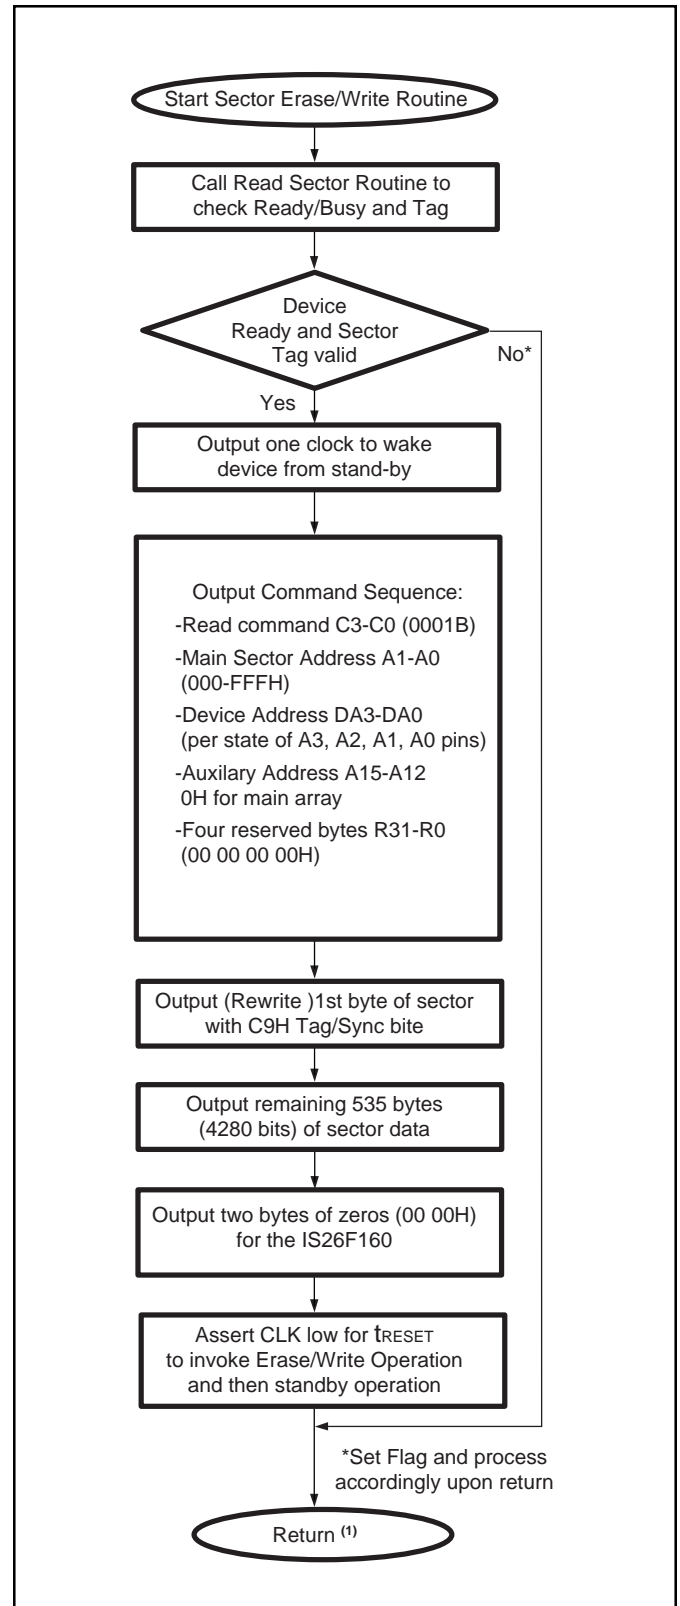 Start Sector Erase/Write Routine
Call Read Sector Routine to
check Ready/Busy and Tag
Device
Ready and Sector
Tag valid
No*
Yes
Output one clock to wake
device from stand-by
Output Command Sequence:
-Read command C3-C0 (0001B)
-Main Sector Address A1-A0
(000-FFFH)
-Device Address DA3-DA0
(per state of A3, A2, A1, A0 pins)
-Auxilary Address A15-A12
0H for main array
-Four reserved bytes R31-R0
(00 00 00 00H)
Output (Rewrite )1st byte of sector
with C9H Tag/Sync bite
Output remaining 535 bytes
(4280 bits) of sector data
Output two bytes of zeros (00 00H)
for the IS26F160
Assert CLK low for tRESET
to invoke Erase/Write Operation
and then standby operation
*Set Flag and process
accordingly upon return
Return (1)